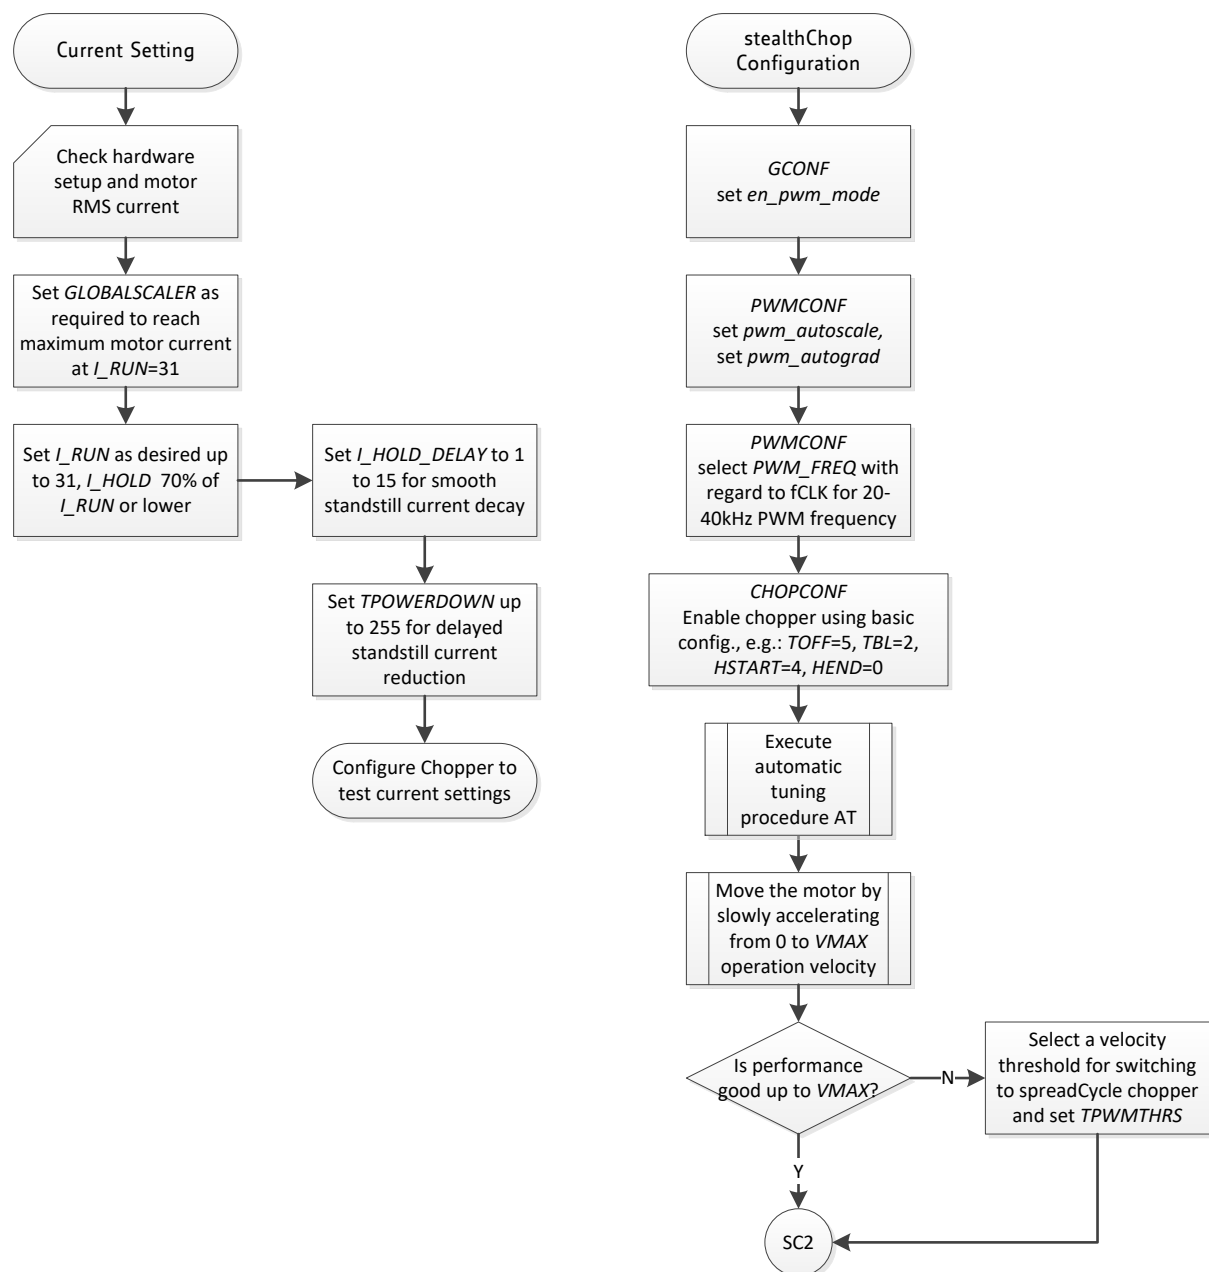 Current Setting
Check hardware
setup and motor
RMS current
Set GLOBALSCALER as
required to reach
maximum motor current
at I_RUN=31
Set I_RUN as desired up
to 31, I_HOLD 70% of
I_RUN or lower
Set I_HOLD_DELAY to 1
to 15 for smooth
standstill current decay
Set TPOWERDOWN up
to 255 for delayed
standstill current
reduction
Configure Chopper to
test current settings
stealthChop
Configuration
GCONF
set en_pwm_mode
PWMCONF
set pwm_autoscale,
set pwm_autograd
PWMCONF
select PWM_FREQ with
regard to fCLK for 20-
40kHz PWM frequency
CHOPCONF
Enable chopper using basic
config., e.g.: TOFF=5, TBL=2,
HSTART=4, HEND=0
Execute
automatic
tuning
procedure AT
Move the motor by
slowly accelerating
from 0 to VMAX
operation velocity
Is performance
good up to VMAX?
N
Select a velocity
threshold for switching
to spreadCycle chopper
and set TPWMTHRS
Y
SC2